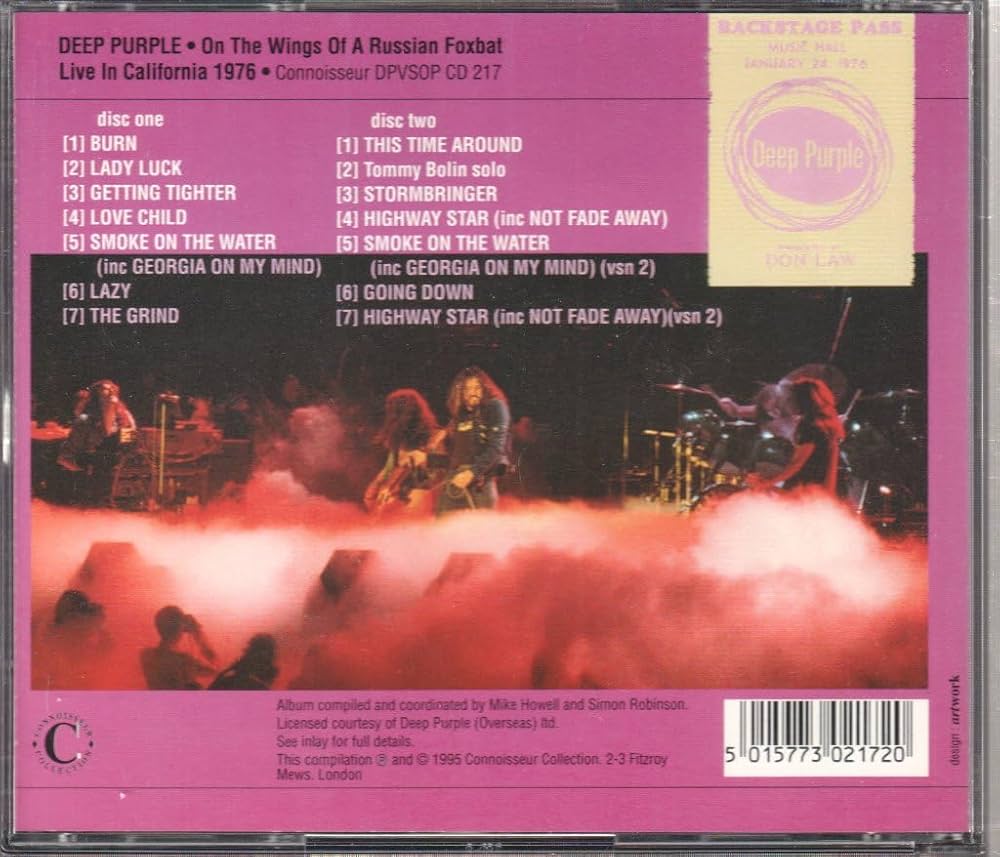 DEEP PURPLE • On The Wings Of A Russian Foxbat
Live In California 1976 • Connoisseur DPVSOP CD 217
BACKSTAGE PASS
MUSIC HALL
JANUARY 24, 1976
Deep Purple
DON LAW
disc one
[1] BURN
[2] LADY LUCK
[3] GETTING TIGHTER
[4] LOVE CHILD
[5] SMOKE ON THE WATER
(inc GEORGIA ON MY MIND)
[6] LAZY
[7] THE GRIND
disc two
[1] THIS TIME AROUND
[2] Tommy Bolin solo
[3] STORMBRINGER
[4] HIGHWAY STAR (inc NOT FADE AWAY)
[5] SMOKE ON THE WATER
(inc GEORGIA ON MY MIND) (vsn 2)
[6] GOING DOWN
[7] HIGHWAY STAR (inc NOT FADE AWAY)(vsn 2)
CONNOISSEUR
C
COLLECTION
Album compiled and coordinated by Mike Howell and Simon Robinson.
Licensed courtesy of Deep Purple (Overseas) ltd.
See inlay for full details.
This compilation ℗ and © 1995 Connoisseur Collection. 2-3 Fitzroy
Mews. London
5 015773 021720
design : artwork